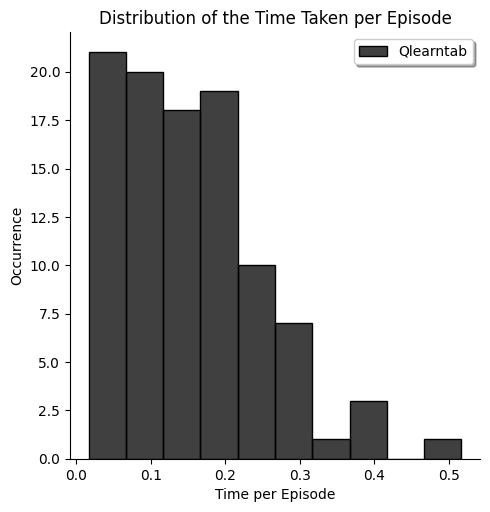 Distribution of the Time Taken per Episode
Qlearntab
20.0
17.5
15.0
12.5
10.0
7.5
5.0
2.5
0.0
Occurrence
0.0 0.1 0.2 0.3 0.4 0.5
Time per Episode